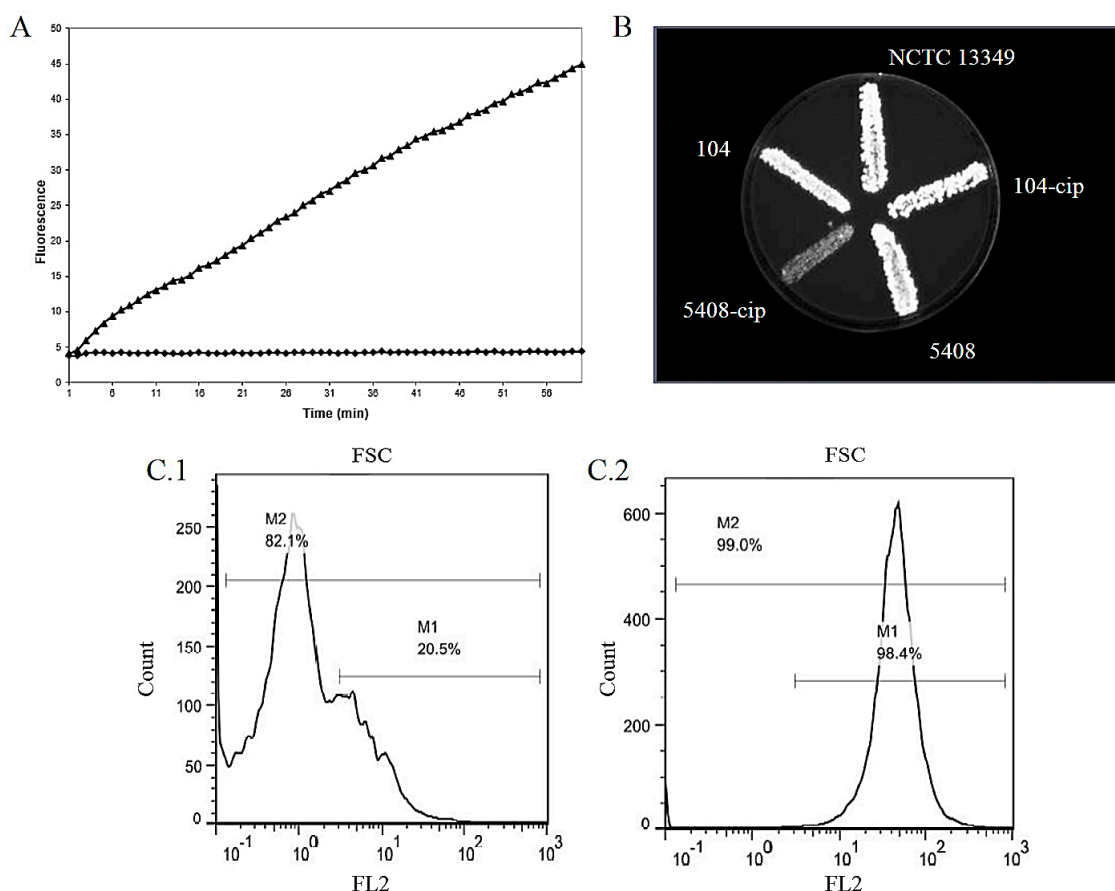 A
50
45
40
35
30
25
20
15
10
5
0
Fluorescence
1 6 11 16 21 26 31 36 41 46 51 56
Time (min)
B
NCTC 13349
104
104-cip
5408-cip
5408
C.1
FSC
M2
82.1%
M1
20.5%
250
200
150
100
50
0
Count
10-1 100 101 102 103
FL2
C.2
FSC
M2
99.0%
M1
98.4%
600
400
200
0
Count
10-1 100 101 102 103
FL2